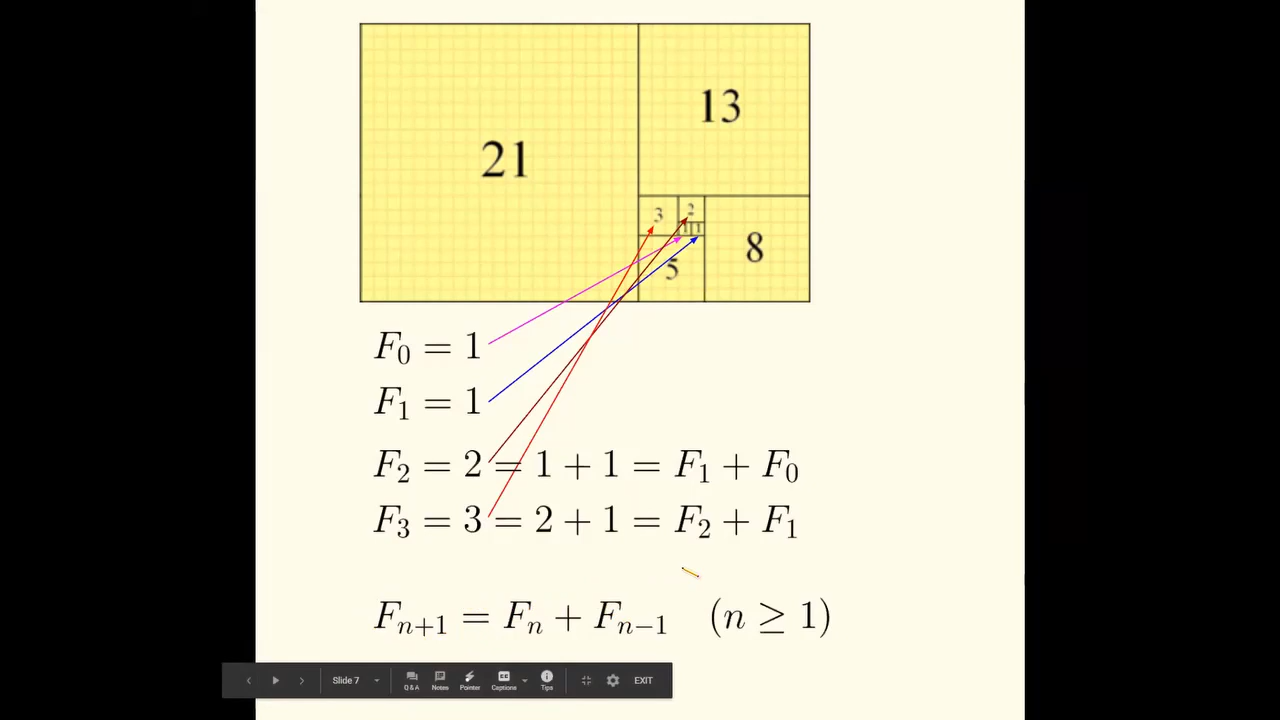 21
13
3
2
1 1
5
8
F₀ = 1
F₁ = 1
F₂ = 2 = 1 + 1 = F₁ + F₀
F₃ = 3 = 2 + 1 = F₂ + F₁
Fₙ₊₁ = Fₙ + Fₙ₋₁ (n ≥ 1)
Slide 7
Q & A Notes Pointer Captions Tips EXIT